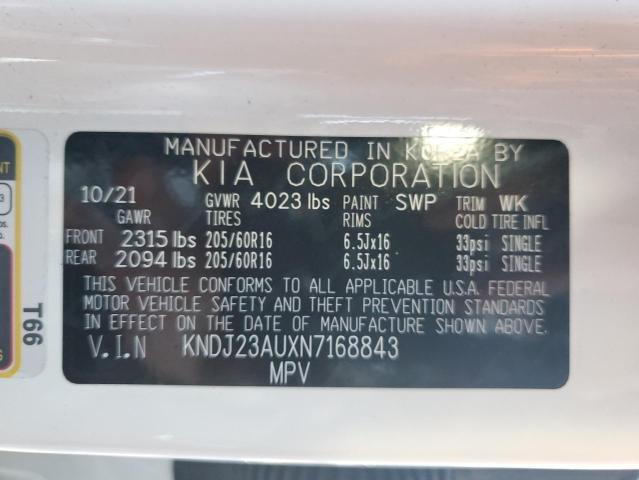 MANUFACTURED IN KOREA BY
KIA CORPORATION
10/21 GVWR 4023 lbs PAINT SWP TRIM WK
GAWR TIRES RIMS COLD TIRE INFL
FRONT 2315 lbs 205/60R16 6.5Jx16 33psi SINGLE
REAR 2094 lbs 205/60R16 6.5Jx16 33psi SINGLE
THIS VEHICLE CONFORMS TO ALL APPLICABLE U.S.A. FEDERAL
MOTOR VEHICLE SAFETY AND THEFT PREVENTION STANDARDS
IN EFFECT ON THE DATE OF MANUFACTURE SHOWN ABOVE.
V.I.N KNDJ23AUXN7168843
MPV
T66